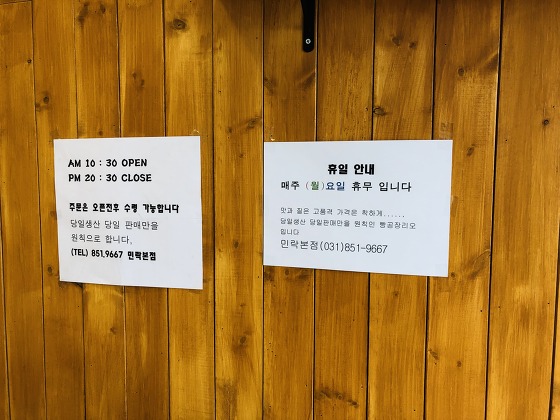 AM 10 : 30 OPEN
PM 20 : 30 CLOSE
주문은 오픈전후 수령 가능합니다
당일생산 당일 판매만을
원칙으로 합니다.
(TEL) 851.9667 민락본점
휴일 안내
매주 (월)요일 휴무 입니다
맛과 질은 고품격 가격은 착하게......
당일생산 당일판매만을 원칙인 빵공장리오
입니다
민락본점(031)851-9667